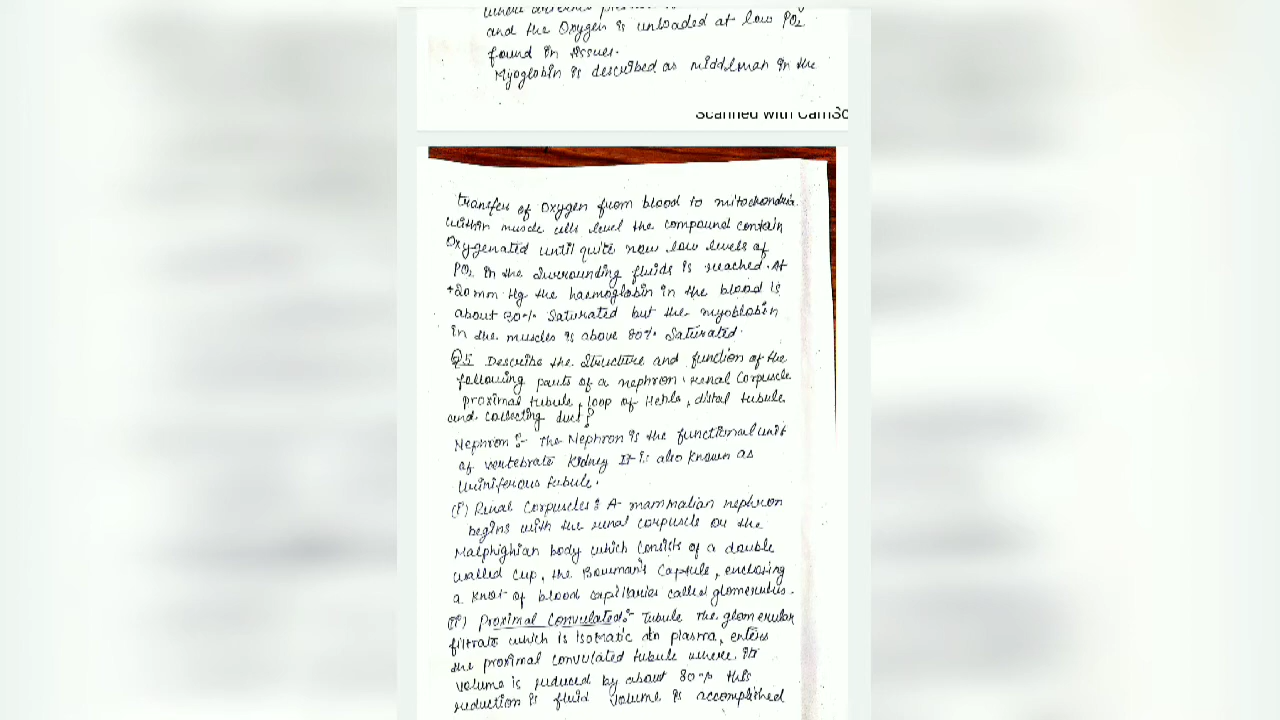 and the Oxygen is unloaded at low PO2
found in tissues.
Myoglobin is described as middleman in the
Scanned with CamSc
transfer of Oxygen from blood to mitochondria
within muscle cells level the compound contain
Oxygenated until quite now low levels of
PO2 in the surrounding fluids is reached. At
+20 mm Hg the haemoglobin in the blood is
about 30% Saturated but the myoblobin
in the muscles is above 80% Saturated.
Q5 Describe the Structure and function of the
following parts of a nephron: renal Corpuscle
proximal tubule, loop of Henle, distal tubule
and collecting duct?
Nephron:- The Nephron is the functional unit
of vertebrate Kidney It is also known as
Uriniferous tubule.
(i) Renal Corpuscles: A mammalian nephron
begins with the renal corpuscle or the
Malphighian body which consists of a double
walled cup, the Bowman's Capsule, enclosing
a knot of blood capillaries called glomerulus.
(ii) Proximal Convulated:- Tubule the glomerular
filtrate which is isomatic to plasma, enters
the proximal convulated tubule where its
volume is reduced by about 80% this
reduction is fluid volume is accomplished